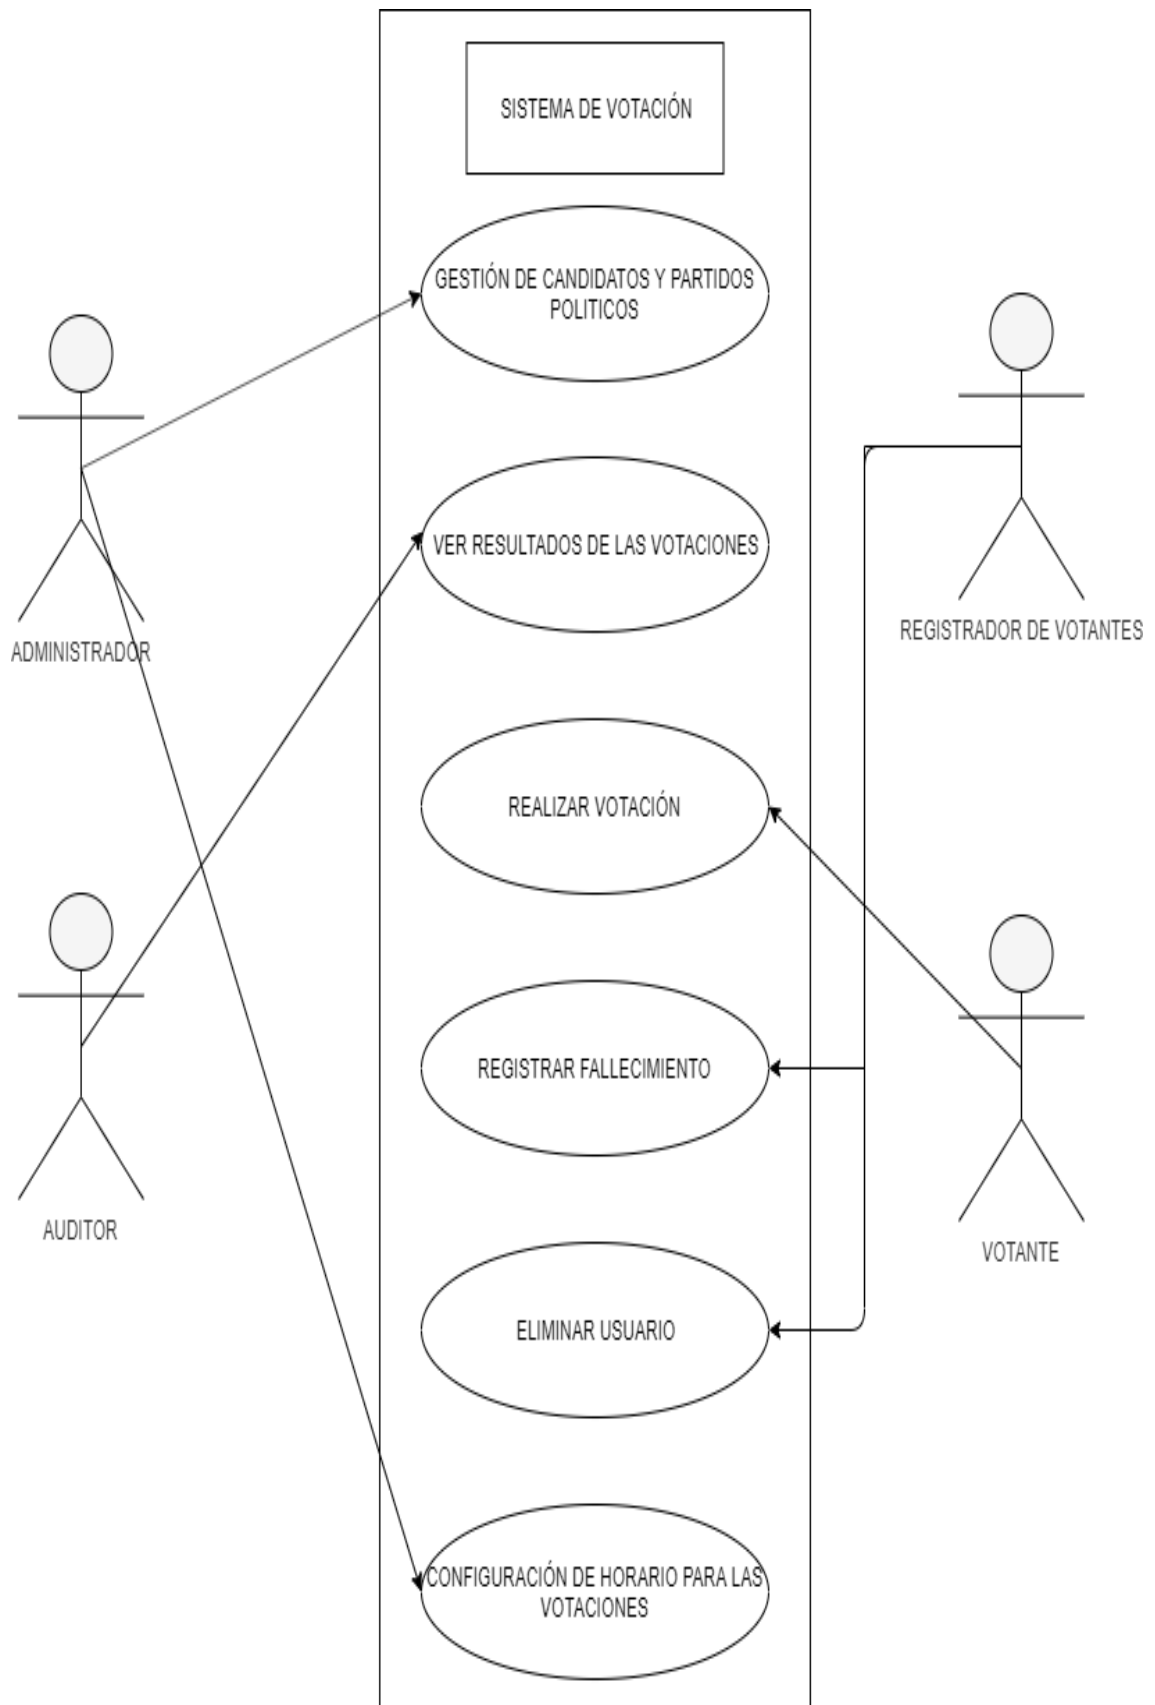 SISTEMA DE VOTACIÓN
GESTIÓN DE CANDIDATOS Y PARTIDOS
POLITICOS
VER RESULTADOS DE LAS VOTACIONES
REGISTRADOR DE VOTANTES
ADMINISTRADOR
REALIZAR VOTACIÓN
REGISTRAR FALLECIMIENTO
AUDITOR
VOTANTE
ELIMINAR USUARIO
CONFIGURACIÓN DE HORARIO PARA LAS
VOTACIONES